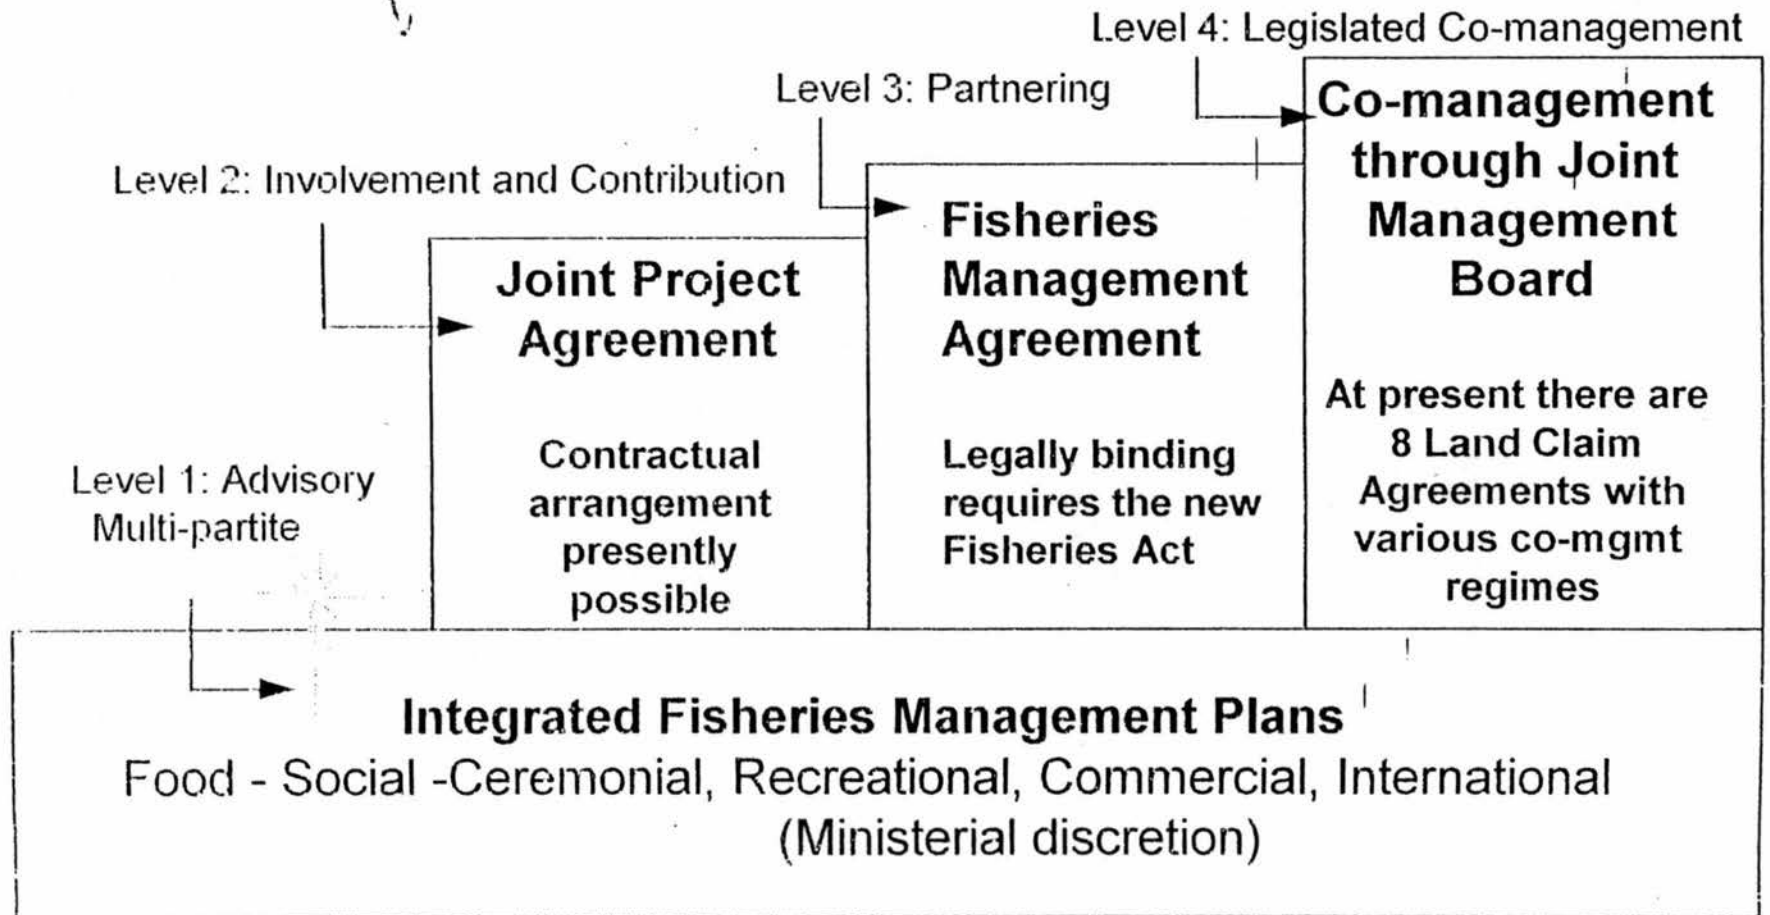 Level 4: Legislated Co-management
Level 3: Partnering
Level 2: Involvement and Contribution
Level 1: Advisory
Multi-partite
Co-management
through Joint
Management
Board
At present there are
8 Land Claim
Agreements with
various co-mgmt
regimes
Fisheries
Management
Agreement
Legally binding
requires the new
Fisheries Act
Joint Project
Agreement
Contractual
arrangement
presently
possible
Integrated Fisheries Management Plans
Food - Social -Ceremonial, Recreational, Commercial, International
(Ministerial discretion)